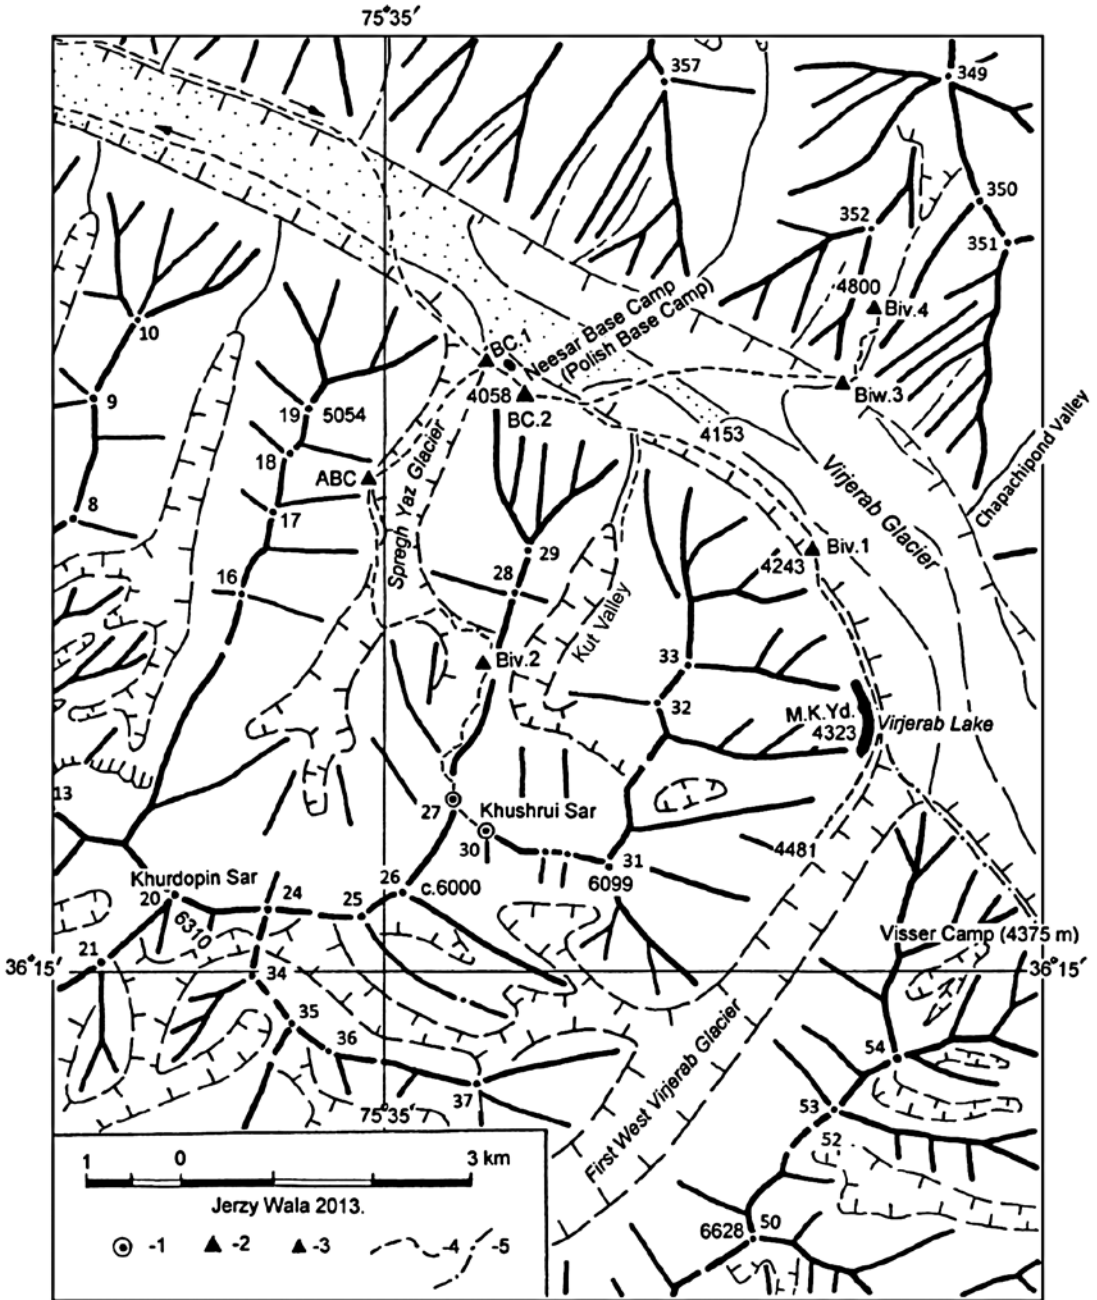 75°35′
357
349
350
352
351
4800
Biv.4
10
BC.1
Neesar Base Camp
(Polish Base Camp)
4058
BC.2
Biw.3
9
19
5054
4153
Chapachipond Valley
18
ABC
Spregh Yaz Glacier
Virjerab Glacier
8
17
29
Biv.1
4243
28
16
Kut Valley
Biv.2
33
32
M.K.Yd.
4323
Virjerab Lake
13
27
Khushrui Sar
30
31
4481
6099
Khurdopin Sar
20
24
25
26
c.6000
6310
Visser Camp (4375 m)
21
36°15′
36°15′
34
35
36
54
37
75°35′
First West Virjerab Glacier
53
52
1
0
3 km
Jerzy Wala 2013.
6628
50
-1
-2
-3
-4
-5